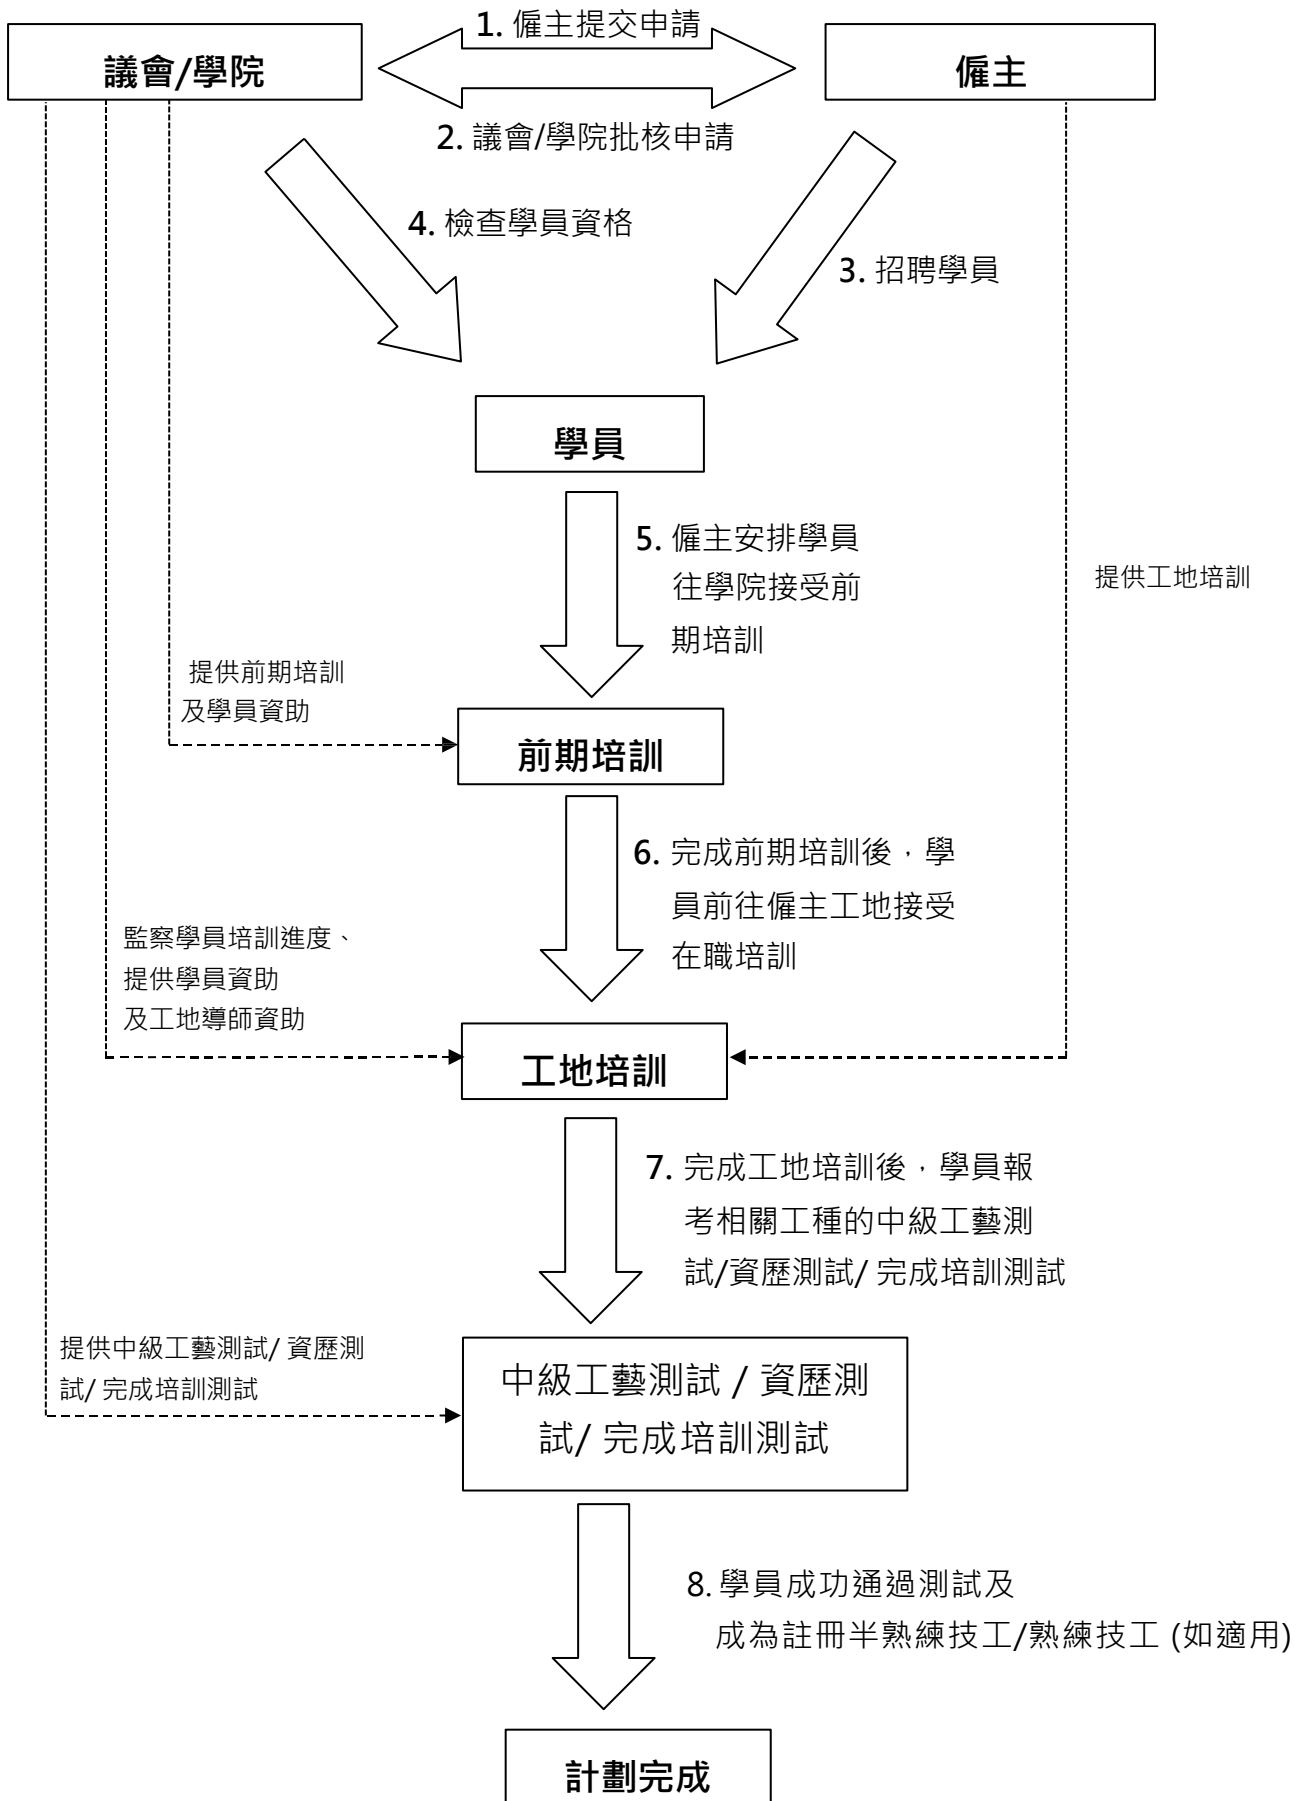 1. 僱主提交申請
議會/學院
僱主
2. 議會/學院批核申請
4. 檢查學員資格
3. 招聘學員
學員
5. 僱主安排學員
往學院接受前
期培訓
提供工地培訓
提供前期培訓
及學員資助
前期培訓
6. 完成前期培訓後，學
員前往僱主工地接受
在職培訓
監察學員培訓進度、
提供學員資助
及工地導師資助
工地培訓
7. 完成工地培訓後，學員報
考相關工種的中級工藝測
試/資歷測試/ 完成培訓測試
提供中級工藝測試/ 資歷測
試/ 完成培訓測試
中級工藝測試 / 資歷測
試/ 完成培訓測試
8. 學員成功通過測試及
成為註冊半熟練技工/熟練技工 (如適用)
計劃完成